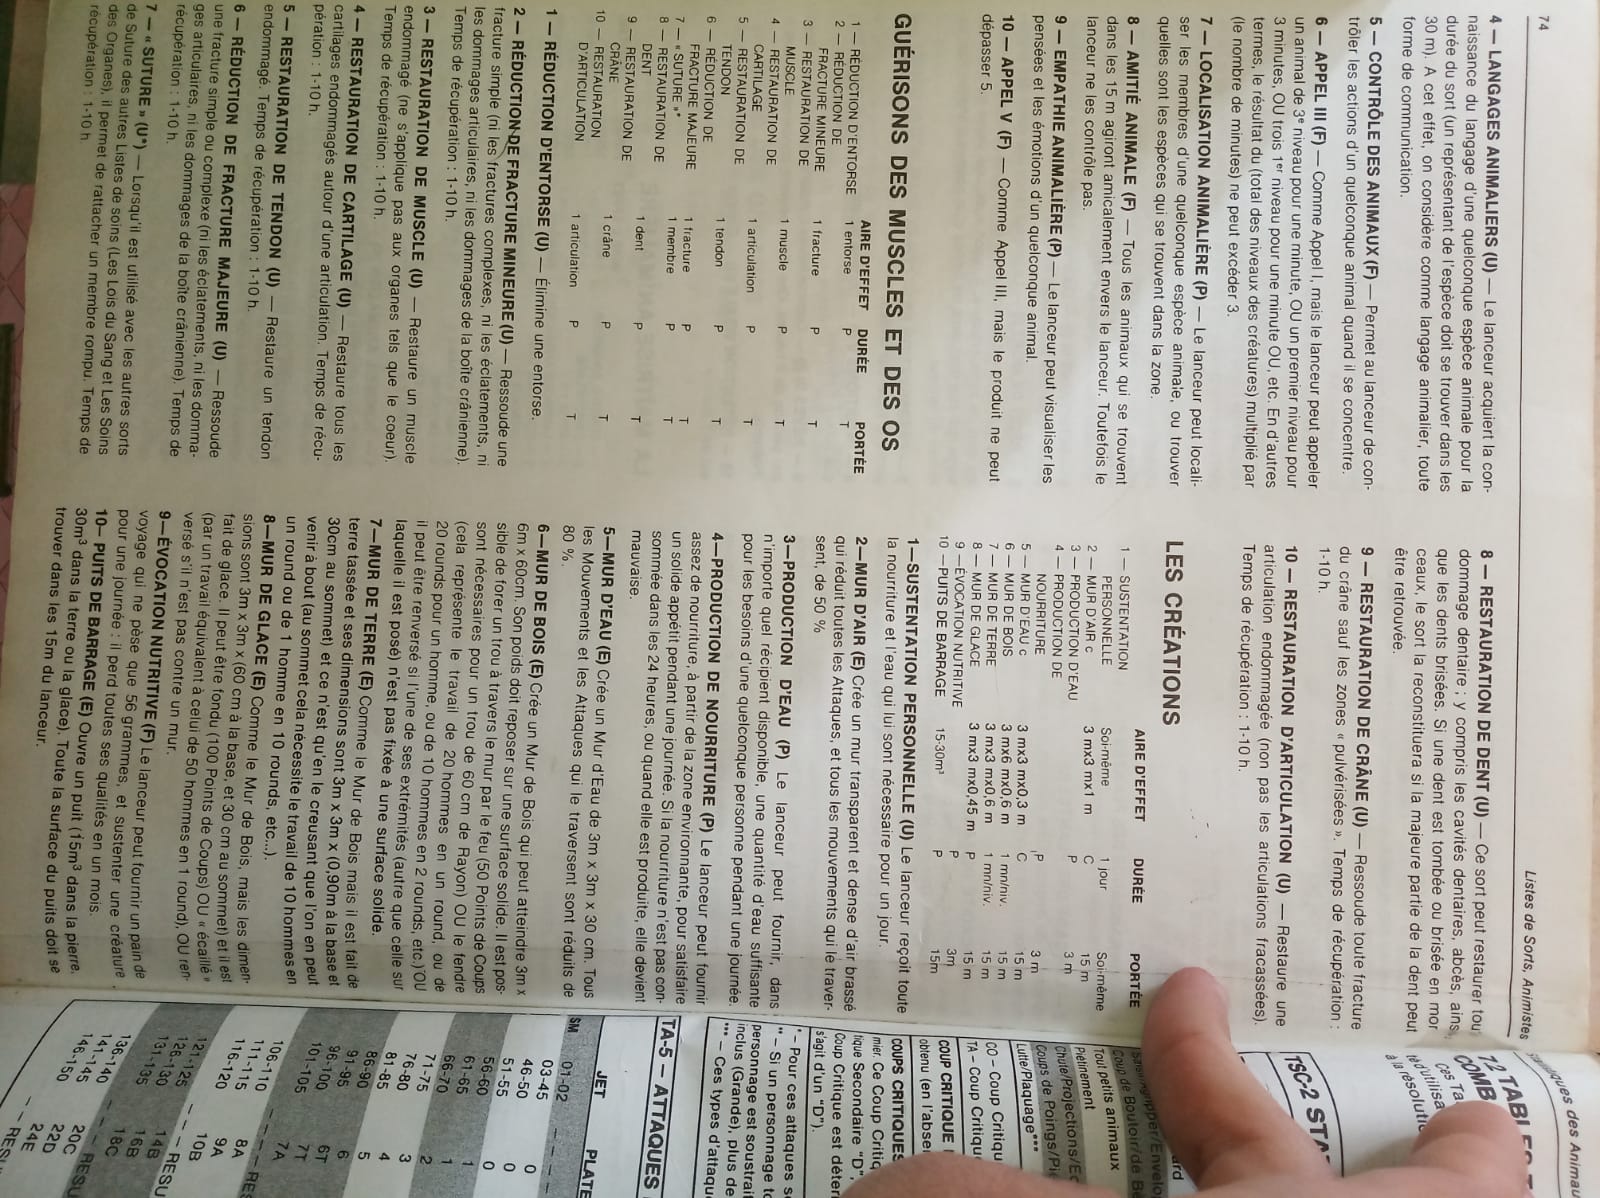 74
Listes de Sorts, Animistes
4 — LANGAGES ANIMALIERS (U) — Le lanceur acquiert la con-
naissance du langage d'une quelconque espèce animale pour la
durée du sort (un représentant de l'espèce doit se trouver dans les
30 m). A cet effet, on considère comme langage animalier, toute
forme de communication.
5 — CONTRÔLE DES ANIMAUX (F) — Permet au lanceur de con-
trôler les actions d'un quelconque animal quand il se concentre.
6 — APPEL III (F) — Comme Appel I, mais le lanceur peut appeler
un animal de 3e niveau pour une minute, OU un premier niveau pour
3 minutes, OU trois 1er niveau pour une minute OU, etc. En d'autres
termes, le résultat du (total des niveaux des créatures) multiplié par
(le nombre de minutes) ne peut excéder 3.
7 — LOCALISATION ANIMALIÈRE (P) — Le lanceur peut locali-
ser les membres d'une quelconque espèce animale, ou trouver
quelles sont les espèces qui se trouvent dans la zone.
8 — AMITIÉ ANIMALE (F) — Tous les animaux qui se trouvent
dans les 15 m agiront amicalement envers le lanceur. Toutefois le
lanceur ne les contrôle pas.
9 — EMPATHIE ANIMALIÈRE (P) — Le lanceur peut visualiser les
pensées et les émotions d'un quelconque animal.
10 — APPEL V (F) — Comme Appel III, mais le produit ne peut
dépasser 5.
GUÉRISONS DES MUSCLES ET DES OS
AIRE D'EFFET DURÉE PORTÉE
1 — RÉDUCTION D'ENTORSE 1 entorse P T
2 — RÉDUCTION DE
FRACTURE MINEURE 1 fracture P T
3 — RESTAURATION DE
MUSCLE 1 muscle P T
4 — RESTAURATION DE
CARTILAGE 1 articulation P T
5 — RESTAURATION DE
TENDON 1 tendon P T
6 — RÉDUCTION DE
FRACTURE MAJEURE 1 fracture P T
7 — « SUTURE »* 1 membre P T
8 — RESTAURATION DE
DENT 1 dent P T
9 — RESTAURATION DE
CRÂNE 1 crâne P T
10 — RESTAURATION
D'ARTICULATION 1 articulation P T
1 — RÉDUCTION D'ENTORSE (U) — Élimine une entorse.
2 — RÉDUCTION DE FRACTURE MINEURE (U) — Ressoude une
fracture simple (ni les fractures complexes, ni les éclatements, ni
les dommages articulaires, ni les dommages de la boîte crânienne).
Temps de récupération : 1-10 h.
3 — RESTAURATION DE MUSCLE (U) — Restaure un muscle
endommagé (ne s'applique pas aux organes tels que le coeur).
Temps de récupération : 1-10 h.
4 — RESTAURATION DE CARTILAGE (U) — Restaure tous les
cartilages endommagés autour d'une articulation. Temps de récu-
pération : 1-10 h.
5 — RESTAURATION DE TENDON (U) — Restaure un tendon
endommagé. Temps de récupération : 1-10 h.
6 — RÉDUCTION DE FRACTURE MAJEURE (U) — Ressoude
une fracture simple ou complexe (ni les éclatements, ni les domma-
ges articulaires, ni les dommages de la boîte crânienne). Temps de
récupération : 1-10 h.
7 — « SUTURE » (U*) — Lorsqu'il est utilisé avec les autres sorts
de Suture des autres Listes de soins (Les Lois du Sang et Les Soins
des Organes), il permet de rattacher un membre rompu. Temps de
récupération : 1-10 h.
8 — RESTAURATION DE DENT (U) — Ce sort peut restaurer tou
dommage dentaire ; y compris les cavités dentaires, abcès, ains
que les dents brisées. Si une dent est tombée ou brisée en mor
ceaux, le sort la reconstituera si la majeure partie de la dent peut
être retrouvée.
9 — RESTAURATION DE CRÂNE (U) — Ressoude toute fracture
du crâne sauf les zones « pulvérisées ». Temps de récupération :
1-10 h.
10 — RESTAURATION D'ARTICULATION (U) — Restaure une
articulation endommagée (non pas les articulations fracassées).
Temps de récupération : 1-10 h.
LES CRÉATIONS
AIRE D'EFFET DURÉE PORTÉE
1 — SUSTENTATION
PERSONNELLE Soi-même 1 jour Soi-même
2 — MUR D'AIR c 3 mx3 mx1 m C 15 m
3 — PRODUCTION D'EAU P 3 m
4 — PRODUCTION DE
NOURRITURE P 3 m
5 — MUR D'EAU c 3 mx3 mx0,3 m C 15 m
6 — MUR DE BOIS 3 mx6 mx0,6 m 1 mn/niv. 15 m
7 — MUR DE TERRE 3 mx3 mx0,6 m 1 mn/niv. 15 m
8 — MUR DE GLACE 3 mx3 mx0,45 m P 15 m
9 —ÉVOCATION NUTRITIVE P 3m
10 —PUITS DE BARRAGE 15-30m³ P 15m
1—SUSTENTATION PERSONNELLE (U) Le lanceur reçoit toute
la nourriture et l'eau qui lui sont nécessaire pour un jour.
2—MUR D'AIR (E) Crée un mur transparent et dense d'air brassé
qui réduit toutes les Attaques, et tous les mouvements qui le traver-
sent, de 50 %
3—PRODUCTION D'EAU (P) Le lanceur peut fournir, dans
n'importe quel récipient disponible, une quantité d'eau suffisante
pour les besoins d'une quelconque personne pendant une journée.
4—PRODUCTION DE NOURRITURE (P) Le lanceur peut fournir
assez de nourriture, à partir de la zone environnante, pour satisfaire
un solide appétit pendant une journée. Si la nourriture n'est pas con-
sommée dans les 24 heures, ou quand elle est produite, elle devient
mauvaise.
5—MUR D'EAU (E) Crée un Mur d'Eau de 3m x 3m x 30 cm. Tous
les Mouvements et les Attaques qui le traversent sont réduits de
80 %.
6—MUR DE BOIS (E) Crée un Mur de Bois qui peut atteindre 3m x
6m x 60cm. Son poids doit reposer sur une surface solide. Il est pos-
sible de forer un trou à travers le mur par le feu (50 Points de Coups
sont nécessaires pour un trou de 60 cm de Rayon) OU le fendre
(cela représente le travail de 20 hommes en un round, ou de
20 rounds pour un homme, ou de 10 hommes en 2 rounds, etc.) OU
il peut être renversé si l'une de ses extrémités (autre que celle sur
laquelle il est posé) n'est pas fixée à une surface solide.
7—MUR DE TERRE (E) Comme le Mur de Bois mais il est fait de
terre tassée et ses dimensions sont 3m x 3m x (0,90m à la base et
30cm au sommet) et ce n'est qu'en le creusant que l'on en peut
venir à bout (au sommet cela nécessite le travail de 10 hommes en
un round ou de 1 homme en 10 rounds, etc...).
8—MUR DE GLACE (E) Comme le Mur de Bois, mais les dimen-
sions sont 3m x 3m x (60 cm à la base, et 30 cm au sommet) et il est
fait de glace. Il peut être fondu (100 Points de Coups) OU « écaillé »
(par un travail équivalent à celui de 50 hommes en 1 round), OU ren-
versé s'il n'est pas contre un mur.
9—ÉVOCATION NUTRITIVE (F) Le lanceur peut fournir un pain de
voyage qui ne pèse que 56 grammes, et sustenter une créature
pour une journée : il perd toutes ses qualités en un mois.
10— PUITS DE BARRAGE (E) Ouvre un puit (15m³ dans la pierre,
30m³ dans la terre ou la glace). Toute la surface du puits doit se
trouver dans les 15m du lanceur.
des Animau
7.2 TABLES
COMB
Ces Ta
té d'utilisa
à la résolutio
TSC-2 STA
ard
Coup de Bouloir/de Be
Tout petits animaux
Piétinement
Chute/Projections/Ec
Coups de Poings/Pi
Lutte/Plaquage***
CO – Coup Critiqu
TA – Coup Critiqu
COUP CRITIQUE
obtenu (en l'abse
COUPS CRITIQUES
mier. Ce Coup Critiq
tique Secondaire "D",
Coup Critique est déter
s'agit d'un "D").
* – Pour ces attaques s
** – Si un personnage to
personnage est soustrait
inclus (Grande), plus de
*** – Ces types d'attaqu
TA-5 – ATTAQUES
JET PLATE
SM 01-02
03-45 0
46-50 0
51-55 0
56-60 1
61-65 1
66-70 2
71-75 3
76-80 4
81-85 5
86-90 6
91-95 6T
96-100 7T
101-105 7A
RES
106-110 8A
111-115 9A
116-120 10B
RESU
121-125 14B
126-130 16B
131-135 18C
RESU
136-140 20C
141-145 22D
146-150 24E
RESU